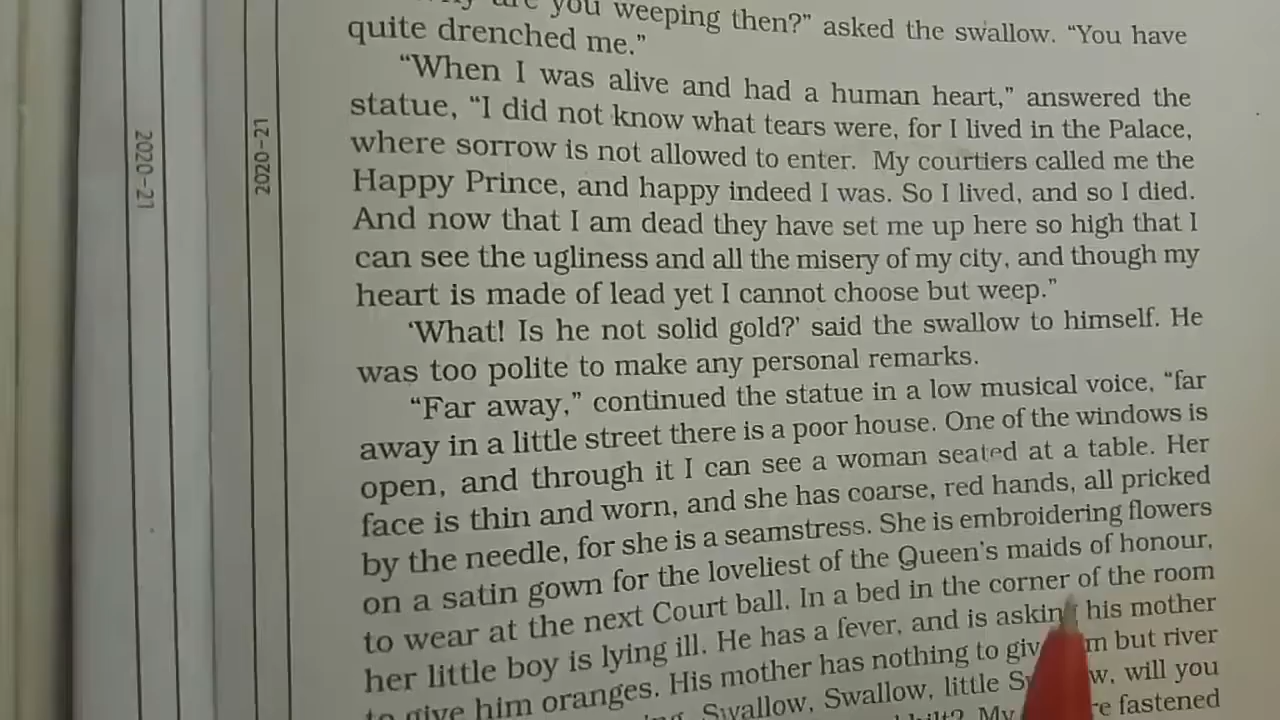 you weeping then?” asked the swallow. “You have
quite drenched me.”
“When I was alive and had a human heart,” answered the
statue, “I did not know what tears were, for I lived in the Palace,
where sorrow is not allowed to enter. My courtiers called me the
Happy Prince, and happy indeed I was. So I lived, and so I died.
And now that I am dead they have set me up here so high that I
can see the ugliness and all the misery of my city, and though my
heart is made of lead yet I cannot choose but weep.”
‘What! Is he not solid gold?’ said the swallow to himself. He
was too polite to make any personal remarks.
“Far away,” continued the statue in a low musical voice, “far
away in a little street there is a poor house. One of the windows is
open, and through it I can see a woman seated at a table. Her
face is thin and worn, and she has coarse, red hands, all pricked
by the needle, for she is a seamstress. She is embroidering flowers
on a satin gown for the loveliest of the Queen’s maids of honour,
to wear at the next Court ball. In a bed in the corner of the room
her little boy is lying ill. He has a fever, and is asking his mother
to give him oranges. His mother has nothing to but river
Swallow, Swallow, little will you
My fastened
2020-21
2020-21